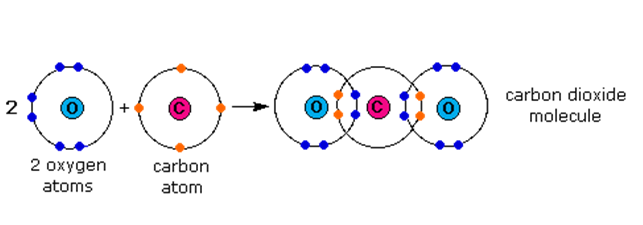 2 O + C O C O
2 oxygen
atoms
carbon
atom
carbon dioxide
molecule